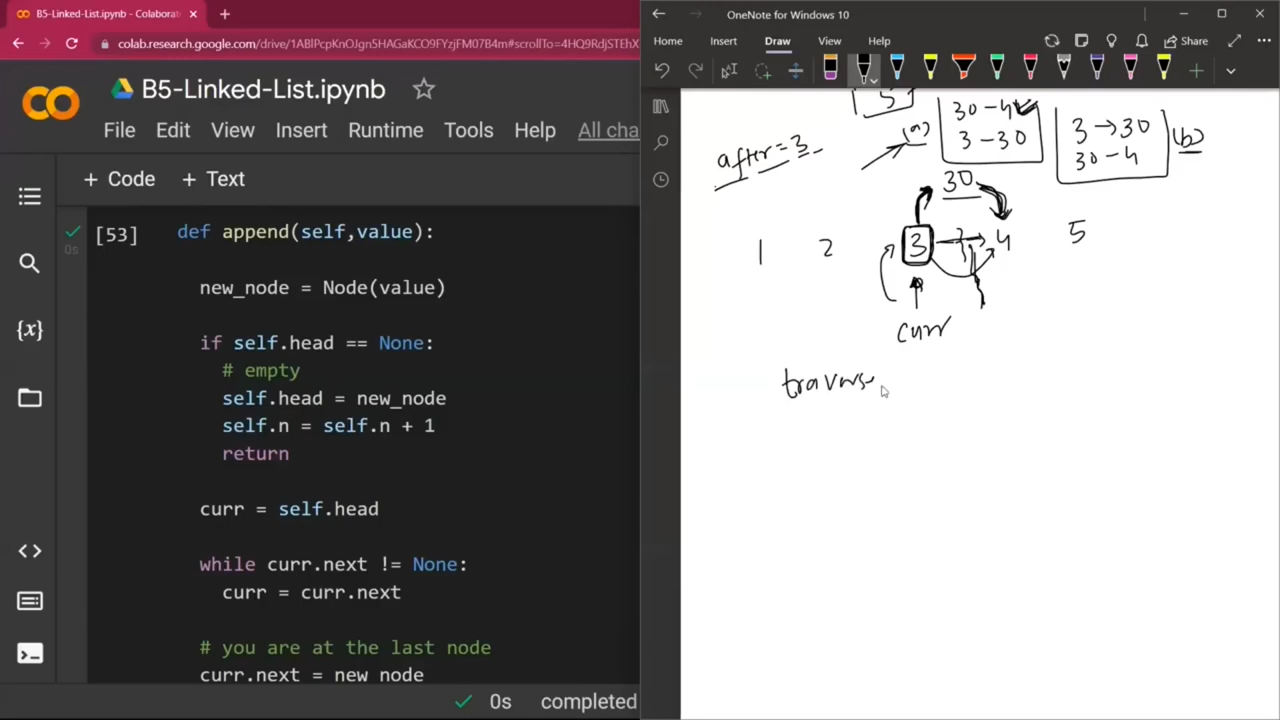 B5-Linked-List.ipynb - Colaborat
colab.research.google.com/drive/1ABlPcpKnOJgn5HAGaKCO9FYzjFM07B4m#scrollTo=4HQ9RdjSTEhX
B5-Linked-List.ipynb
File Edit View Insert Runtime Tools Help All cha
+ Code + Text
[53]
0s
def append(self,value):
new_node = Node(value)
if self.head == None:
# empty
self.head = new_node
self.n = self.n + 1
return
curr = self.head
while curr.next != None:
curr = curr.next
# you are at the last node
curr.next = new_node
0s completed
OneNote for Windows 10
Home Insert Draw View Help Share
5
30 - 4
3 - 30
(a)
3 → 30
30 - 4
(b)
after = 3
30
1 2 3 4 5
curr
traverse